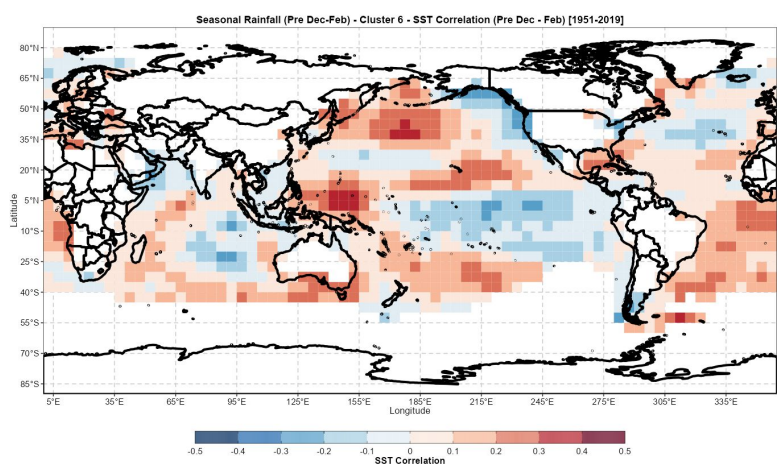 Seasonal Rainfall (Pre Dec-Feb) - Cluster 6 - SST Correlation (Pre Dec - Feb) [1951-2019]
80°N
65°N
50°N
35°N
20°N
5°N
10°S
25°S
40°S
55°S
70°S
85°S
Latitude
5°E 35°E 65°E 95°E 125°E 155°E 185°E 215°E 245°E 275°E 305°E 335°E
Longitude
-0.5 -0.4 -0.3 -0.2 -0.1 0 0.1 0.2 0.3 0.4 0.5
SST Correlation